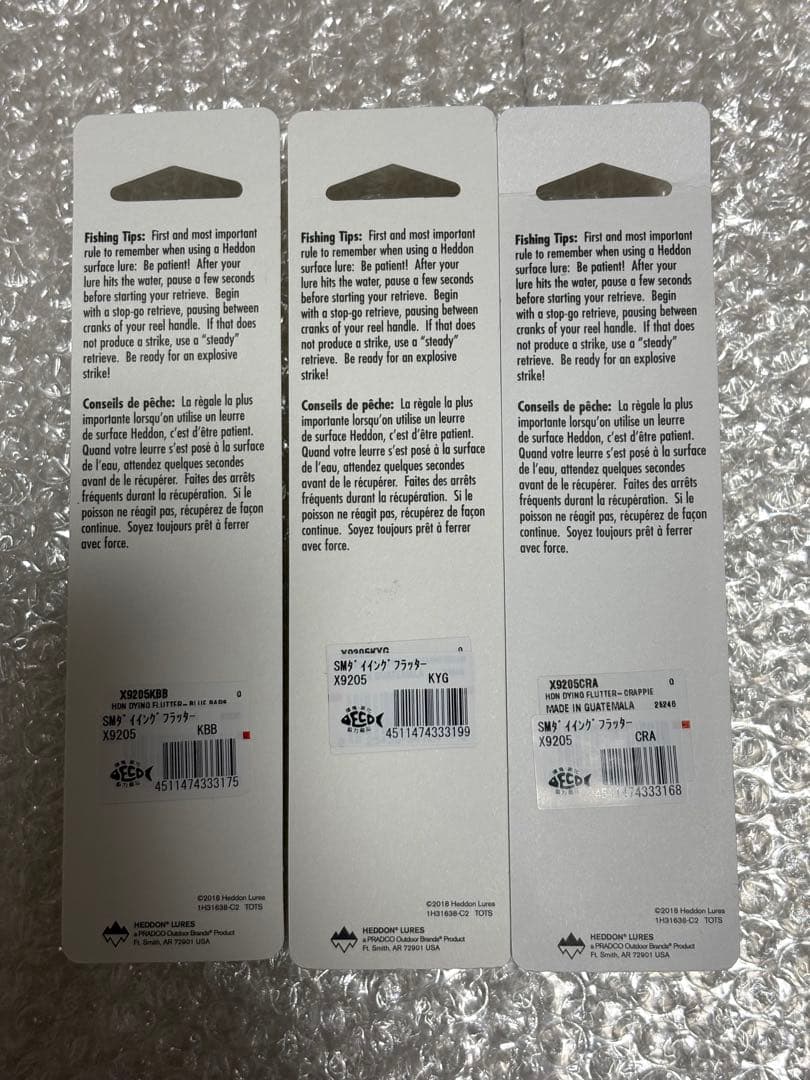 Fishing Tips: First and most important
rule to remember when using a Heddon
surface lure: Be patient! After your
lure hits the water, pause a few seconds
before starting your retrieve. Begin
with a stop-go retrieve, pausing between
cranks of your reel handle. If that does
not produce a strike, use a “steady”
retrieve. Be ready for an explosive
strike!
Conseils de pêche: La règale la plus
importante lorsqu’on utilise un leurre
de surface Heddon, c’est d’être patient.
Quand votre leurre s’est posé à la surface
de l’eau, attendez quelques secondes
avant de le récupérer. Faites des arrêts
fréquents durant la récupération. Si le
poisson ne réagit pas, récupérez de façon
continue. Soyez toujours prêt à ferrer
avec force.
X9205KBB 0
HDN DYING FLUTTER- BLUE BARS
SMﾀﾞｲｲﾝｸﾞﾌﾗｯﾀｰ
X9205 KBB
ECO
4511474333175
©2018 Heddon Lures
1H31638-C2 TOTS
HEDDON® LURES
a PRADCO Outdoor Brands® Product
Ft. Smith, AR 72901 USA
Fishing Tips: First and most important
rule to remember when using a Heddon
surface lure: Be patient! After your
lure hits the water, pause a few seconds
before starting your retrieve. Begin
with a stop-go retrieve, pausing between
cranks of your reel handle. If that does
not produce a strike, use a “steady”
retrieve. Be ready for an explosive
strike!
Conseils de pêche: La règale la plus
importante lorsqu’on utilise un leurre
de surface Heddon, c’est d’être patient.
Quand votre leurre s’est posé à la surface
de l’eau, attendez quelques secondes
avant de le récupérer. Faites des arrêts
fréquents durant la récupération. Si le
poisson ne réagit pas, récupérez de façon
continue. Soyez toujours prêt à ferrer
avec force.
X9205KYG 0
SMﾀﾞｲｲﾝｸﾞﾌﾗｯﾀｰ
X9205 KYG
ECO
4511474333199
©2018 Heddon Lures
1H31638-C2 TOTS
HEDDON® LURES
a PRADCO Outdoor Brands® Product
Ft. Smith, AR 72901 USA
Fishing Tips: First and most important
rule to remember when using a Heddon
surface lure: Be patient! After your
lure hits the water, pause a few seconds
before starting your retrieve. Begin
with a stop-go retrieve, pausing between
cranks of your reel handle. If that does
not produce a strike, use a “steady”
retrieve. Be ready for an explosive
strike!
Conseils de pêche: La règale la plus
importante lorsqu’on utilise un leurre
de surface Heddon, c’est d’être patient.
Quand votre leurre s’est posé à la surface
de l’eau, attendez quelques secondes
avant de le récupérer. Faites des arrêts
fréquents durant la récupération. Si le
poisson ne réagit pas, récupérez de façon
continue. Soyez toujours prêt à ferrer
avec force.
X9205CRA 0
HDN DYING FLUTTER- CRAPPIE
MADE IN GUATEMALA 25246
SMﾀﾞｲｲﾝｸﾞﾌﾗｯﾀｰ
X9205 CRA
ECO
4511474333168
©2018 Heddon Lures
1H31638-C2 TOTS
HEDDON® LURES
a PRADCO Outdoor Brands® Product
Ft. Smith, AR 72901 USA